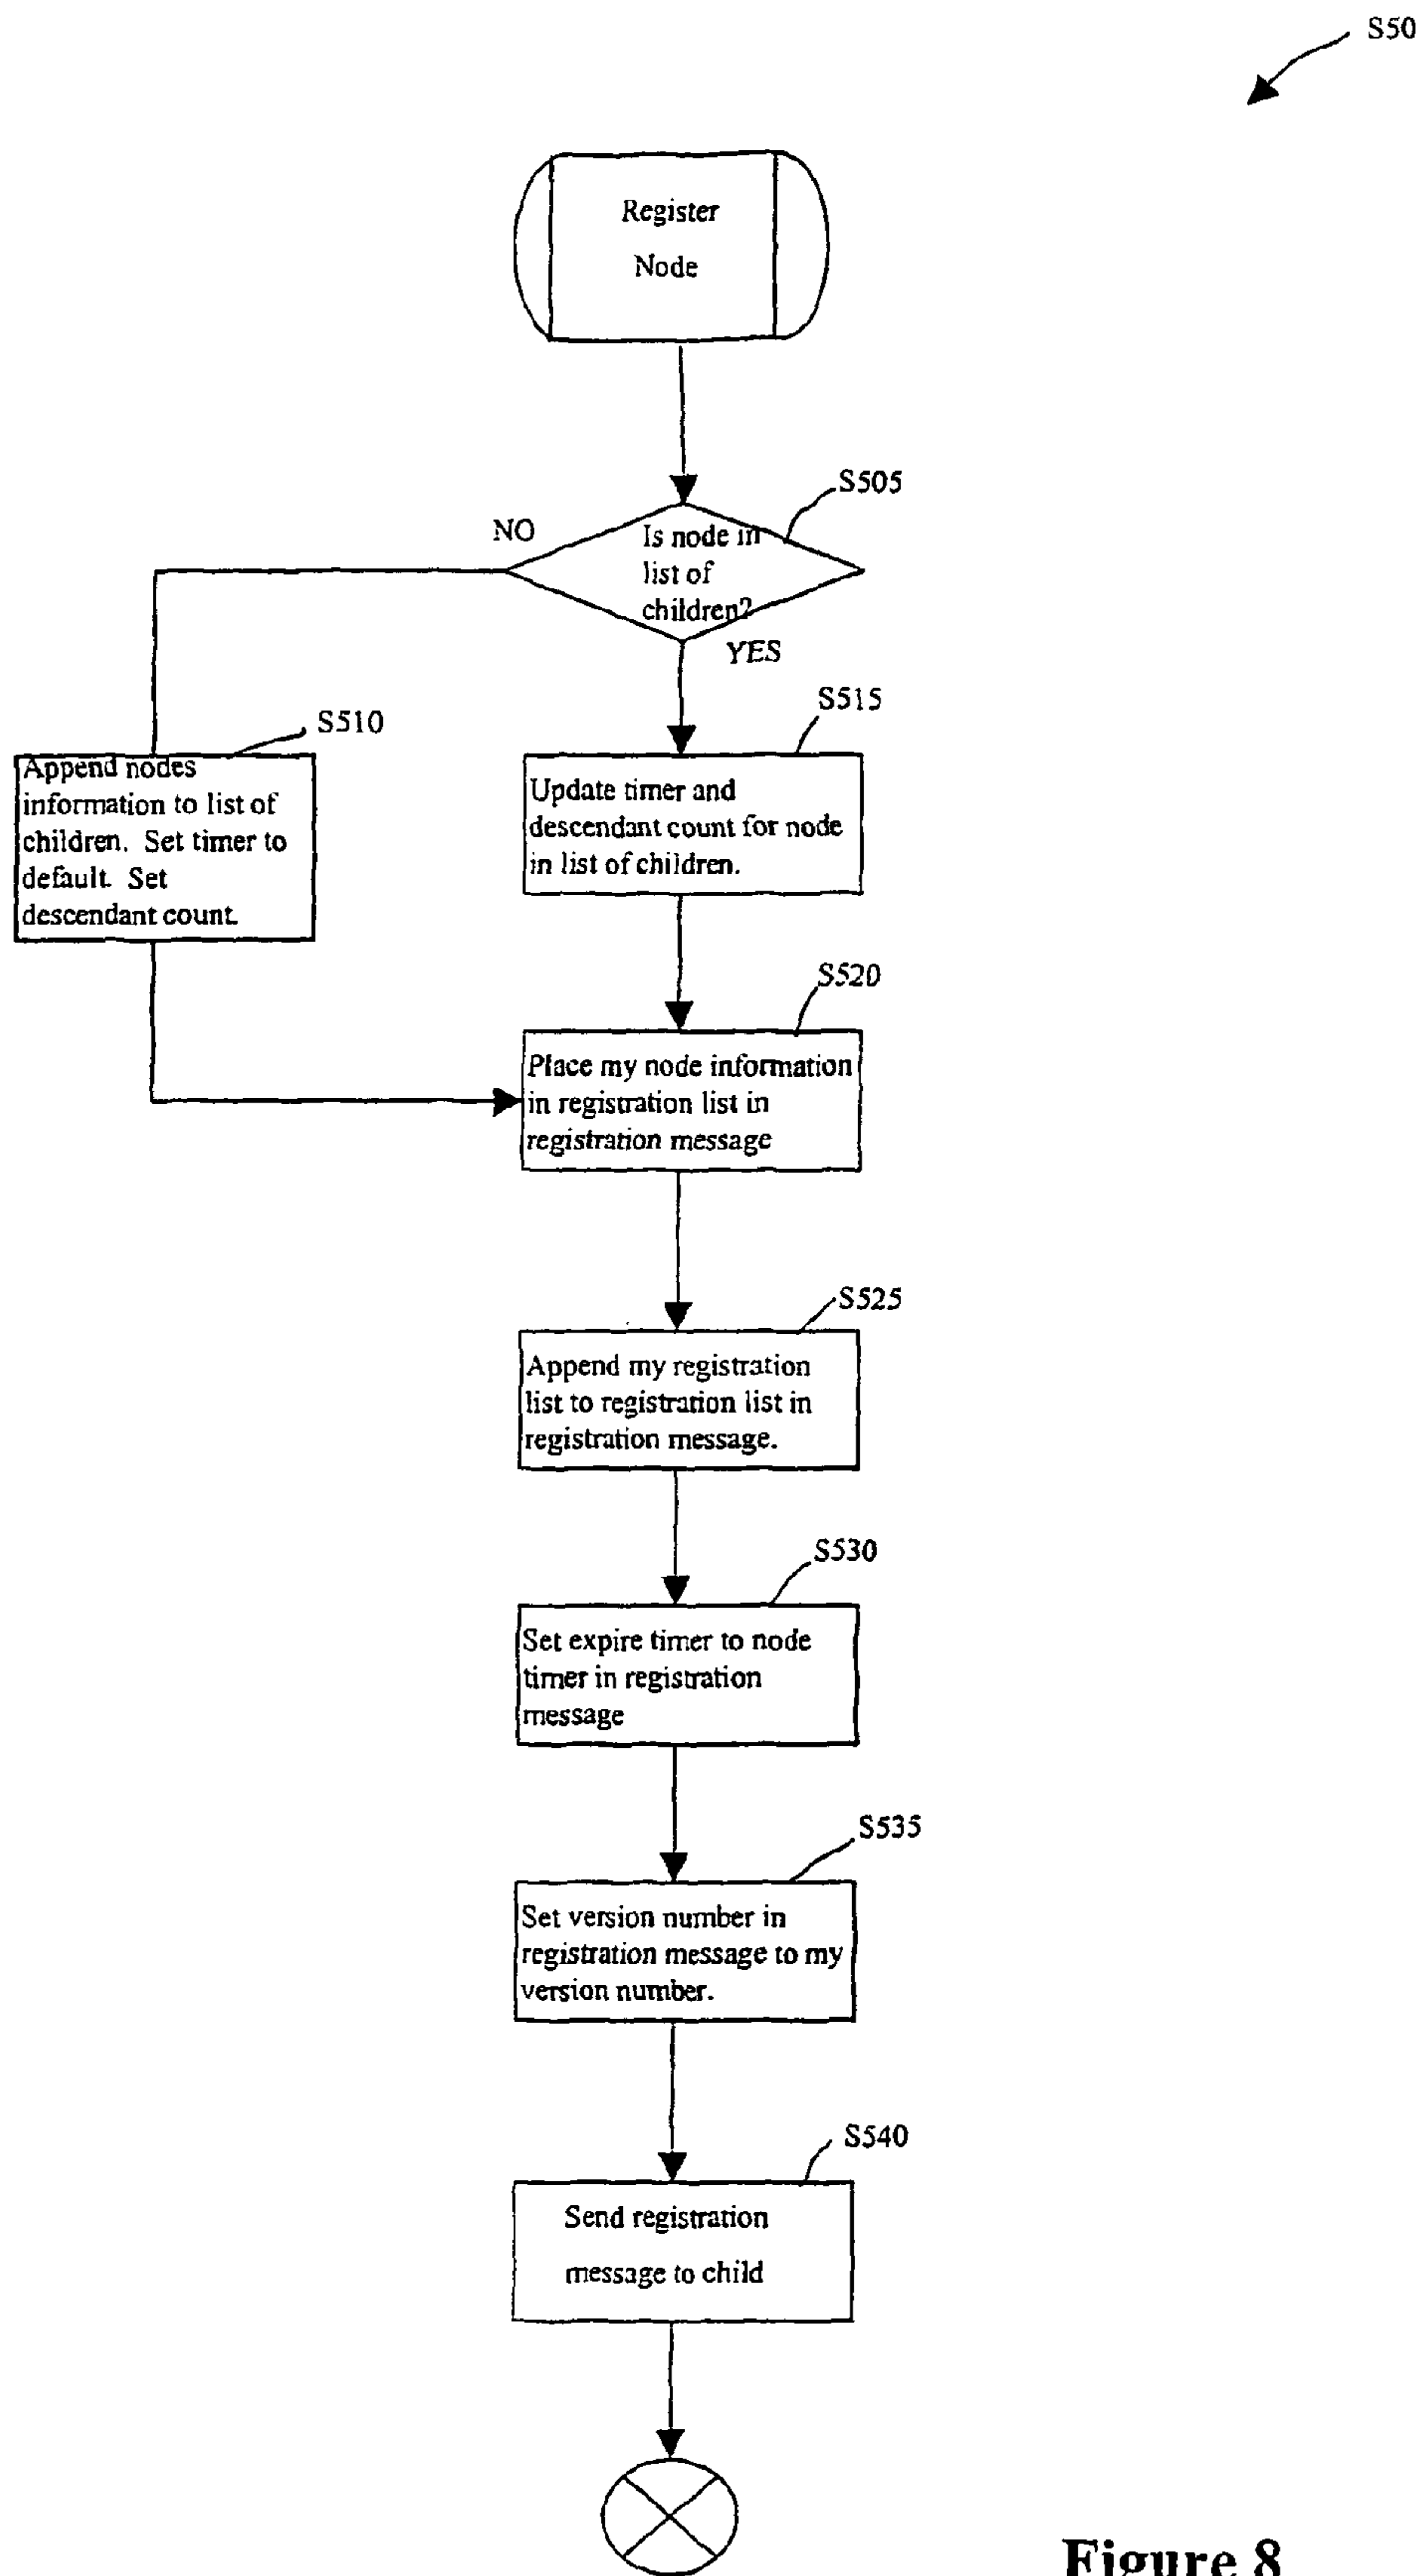 S50
Register
Node
S505
NO
Is node in
list of
children?
YES
S515
S510
Append nodes
information to list of
children. Set timer to
default. Set
descendant count.
Update timer and
descendant count for node
in list of children.
S520
Place my node information
in registration list in
registration message
S525
Append my registration
list to registration list in
registration message.
S530
Set expire timer to node
timer in registration
message
S535
Set version number in
registration message to my
version number.
S540
Send registration
message to child
Figure 8